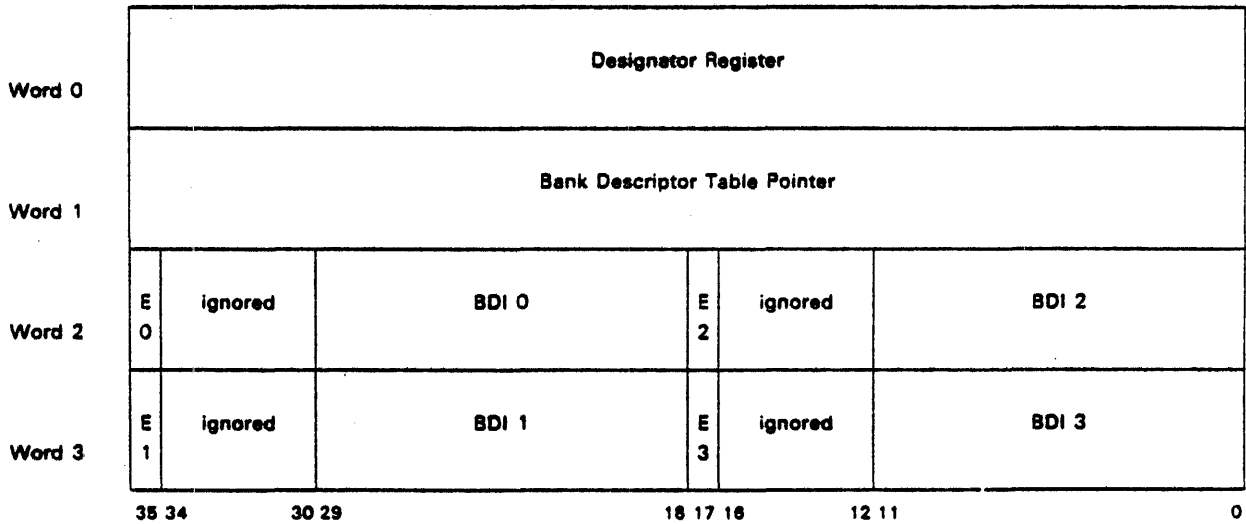 Designator Register
Word 0
Bank Descriptor Table Pointer
Word 1
E 0 ignored BDI 0 E 2 ignored BDI 2
Word 2
E 1 ignored BDI 1 E 3 ignored BDI 3
Word 3
35 34 30 29 18 17 16 12 11 0